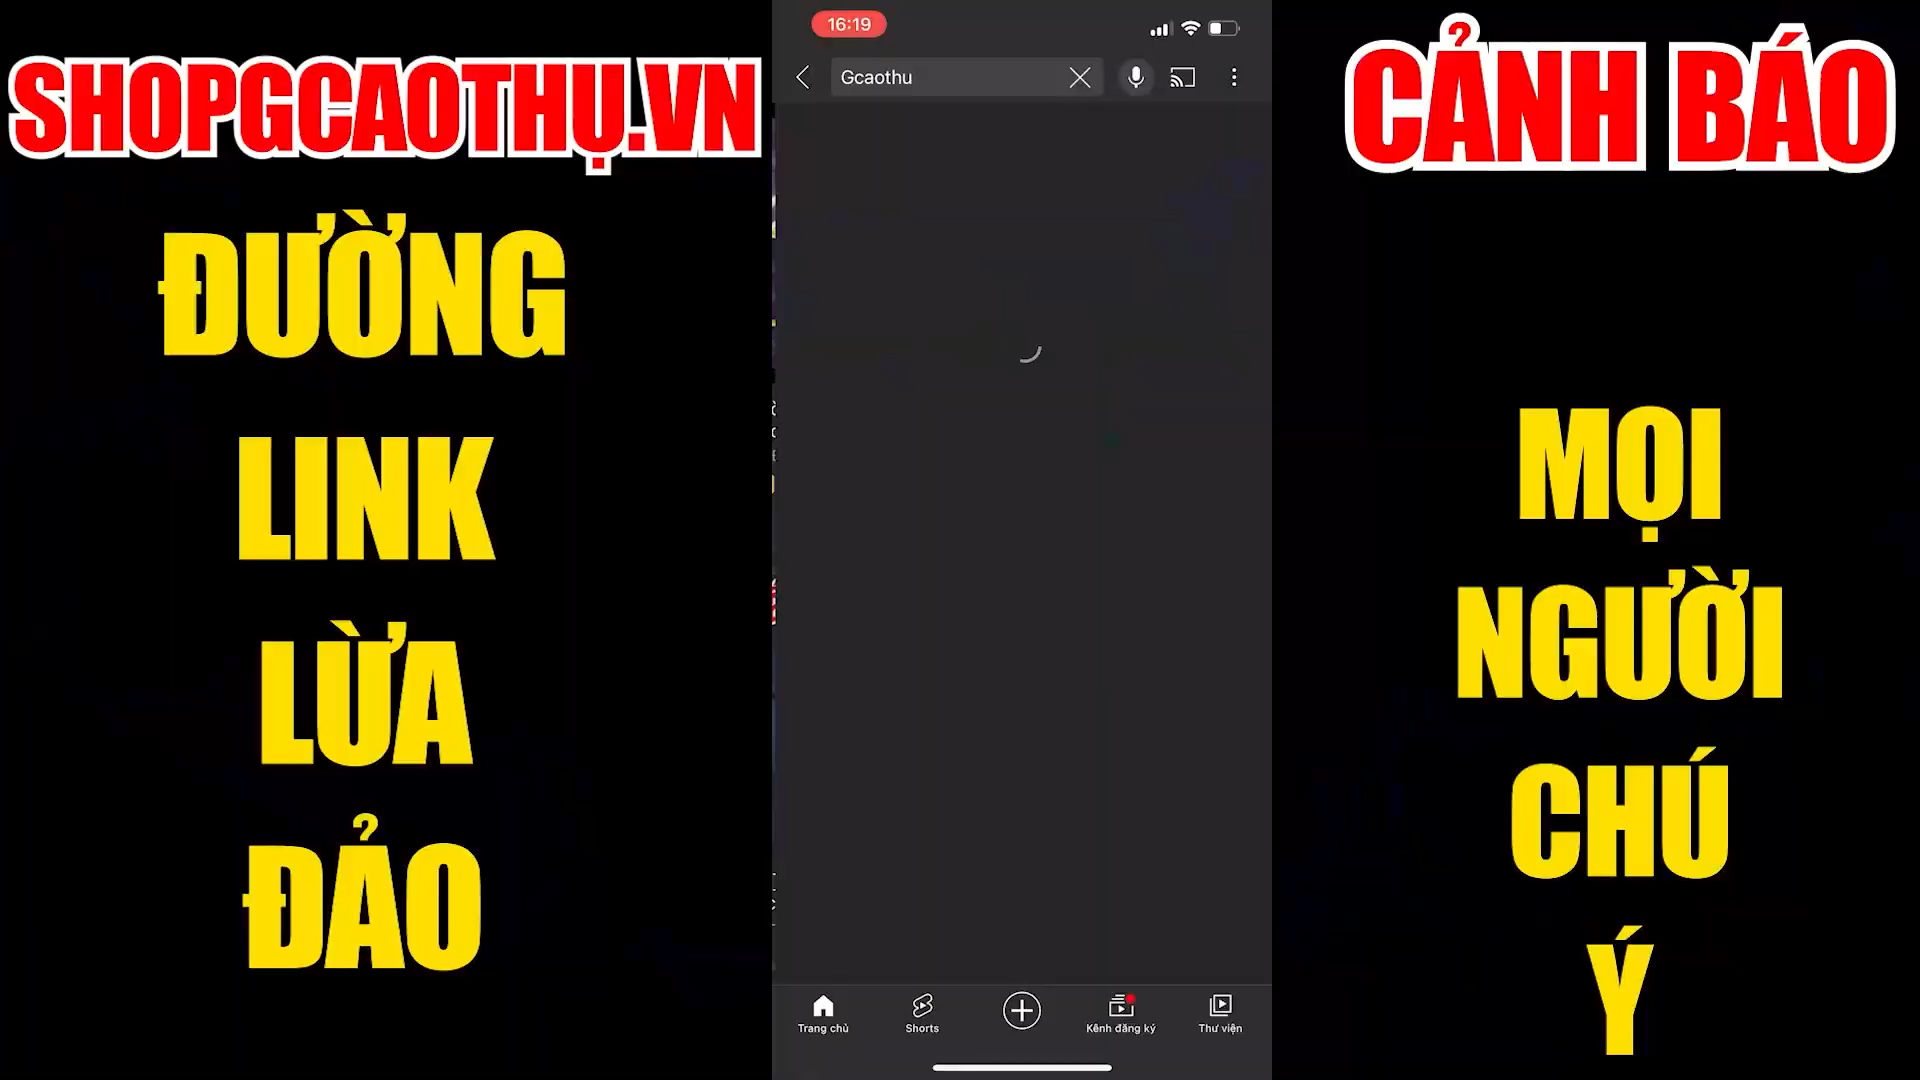 SHOPGCAOTHỤ.VN
ĐƯỜNG
LINK
LỪA
ĐẢO
16:19
Gcaothu
Trang chủ
Shorts
Kênh đăng ký
Thư viện
CẢNH BÁO
MỌI
NGƯỜI
CHÚ
Ý